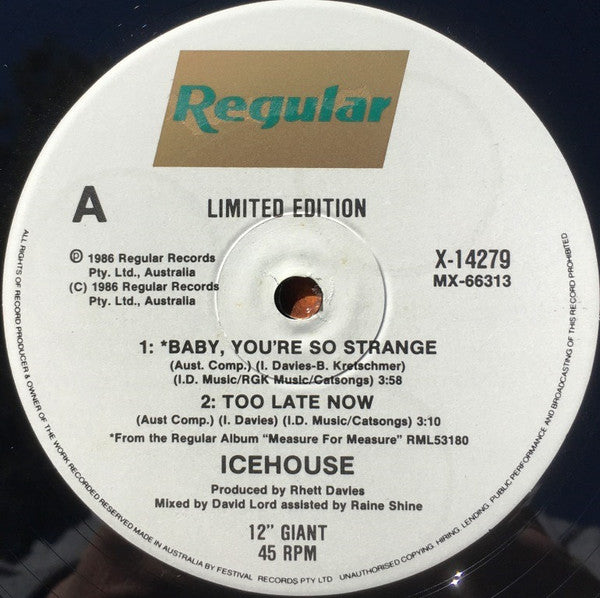 Regular
A
LIMITED EDITION
℗ 1986 Regular Records
Pty. Ltd., Australia
(C) 1986 Regular Records
Pty. Ltd., Australia
X-14279
MX-66313
1: *BABY, YOU'RE SO STRANGE
(Aust. Comp.) (I. Davies-B. Kretschmer)
(I.D. Music/RGK Music/Catsongs) 3:58
2: TOO LATE NOW
(Aust Comp.) (I. Davies) (I.D. Music/Catsongs) 3:10
*From the Regular Album "Measure For Measure" RML53180
ICEHOUSE
Produced by Rhett Davies
Mixed by David Lord assisted by Raine Shine
12" GIANT
45 RPM
ALL RIGHTS OF RECORD PRODUCER & OWNER OF THE WORK RECORDED RESERVED MADE IN AUSTRALIA BY FESTIVAL RECORDS PTY LTD UNAUTHORISED COPYING, HIRING, LENDING, PUBLIC PERFORMANCE AND BROADCASTING OF THIS RECORD PROHIBITED